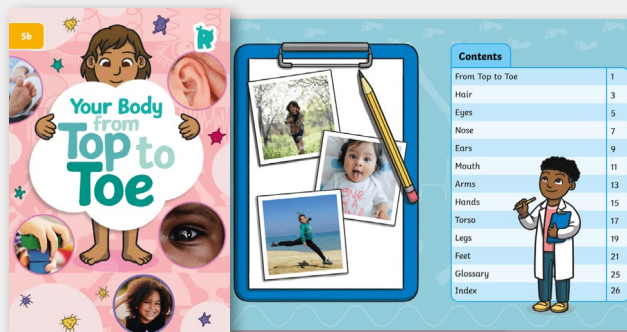 5b
Your Body
from
Top to
Toe
Contents
From Top to Toe 1
Hair 3
Eyes 5
Nose 7
Ears 9
Mouth 11
Arms 13
Hands 15
Torso 17
Legs 19
Feet 21
Glossary 25
Index 26